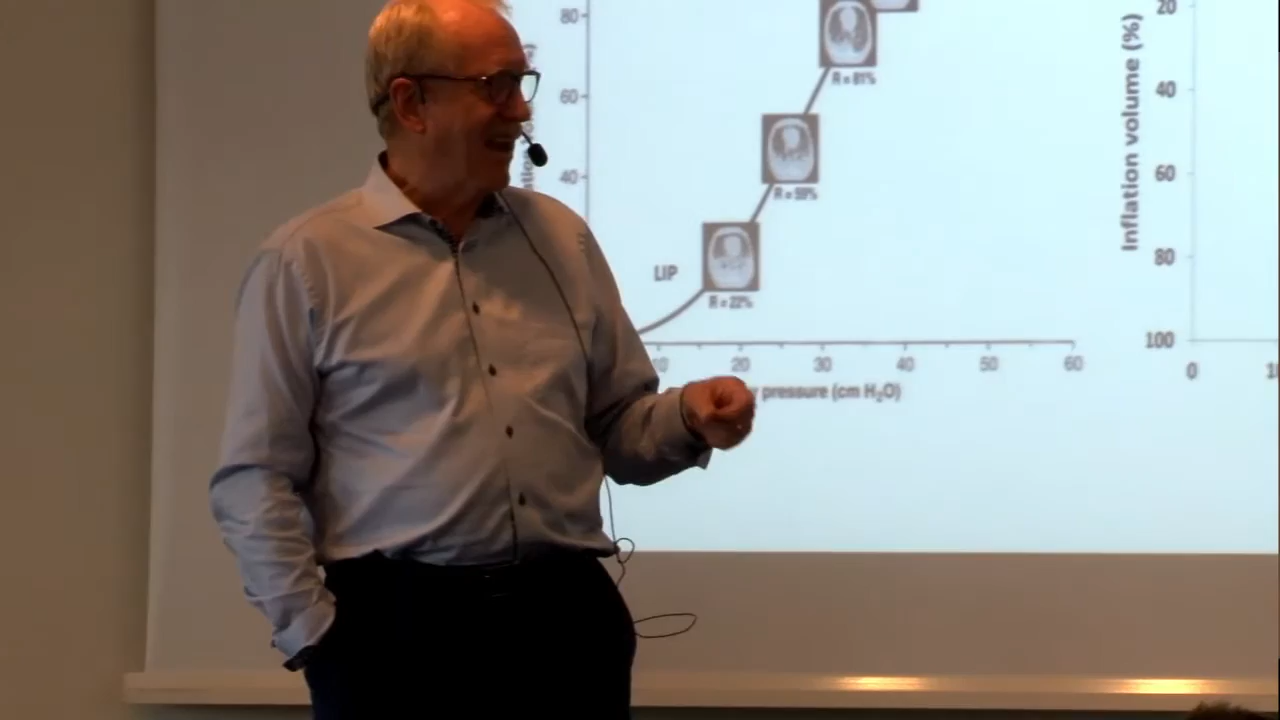 80
60
40
LIP
R = 22%
R = 59%
R = 81%
20
30
40
50
60
pressure (cm H₂O)
Inflation volume (%)
20
40
60
80
100
0